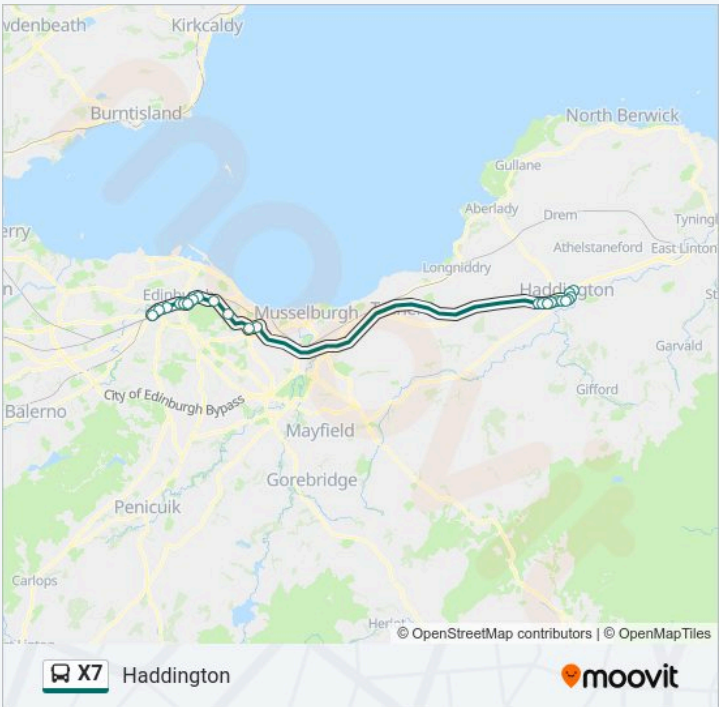 Kirkcaldy
Burntisland
North Berwick
Gullane
Aberlady
Drem
Athelstaneford
East Linton
Longniddry
Haddington
Musselburgh
Garvald
Gifford
City of Edinburgh Bypass
Balerno
Mayfield
Gorebridge
Penicuik
Carlops
© OpenStreetMap contributors | © OpenMapTiles
X7 Haddington
moovit